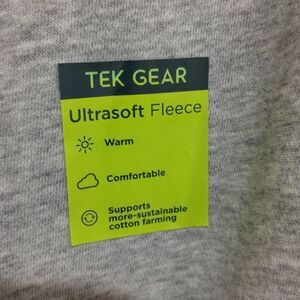 TEK GEAR
Ultrasoft Fleece
Warm
Comfortable
Supports
more-sustainable
cotton farming